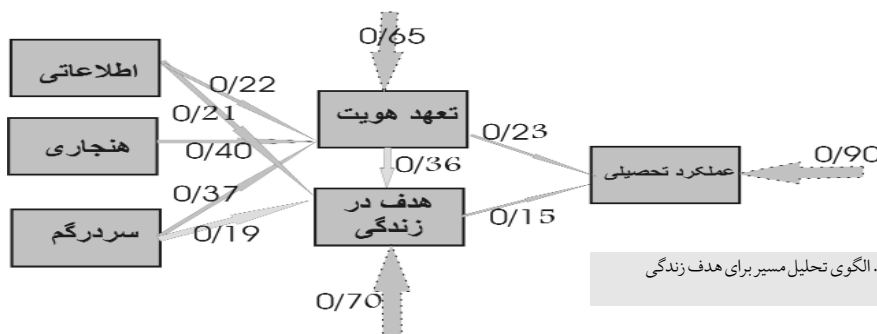 0/65
اطلاعاتی
0/22
تعهد هویت
0/21
0/23
هنجاری
0/40
0/90
0/36
عملکرد تحصیلی
0/37
هدف در
زندگی
سردرگم
0/19
0/15
. الگوی تحلیل مسیر برای هدف زندگی
0/70